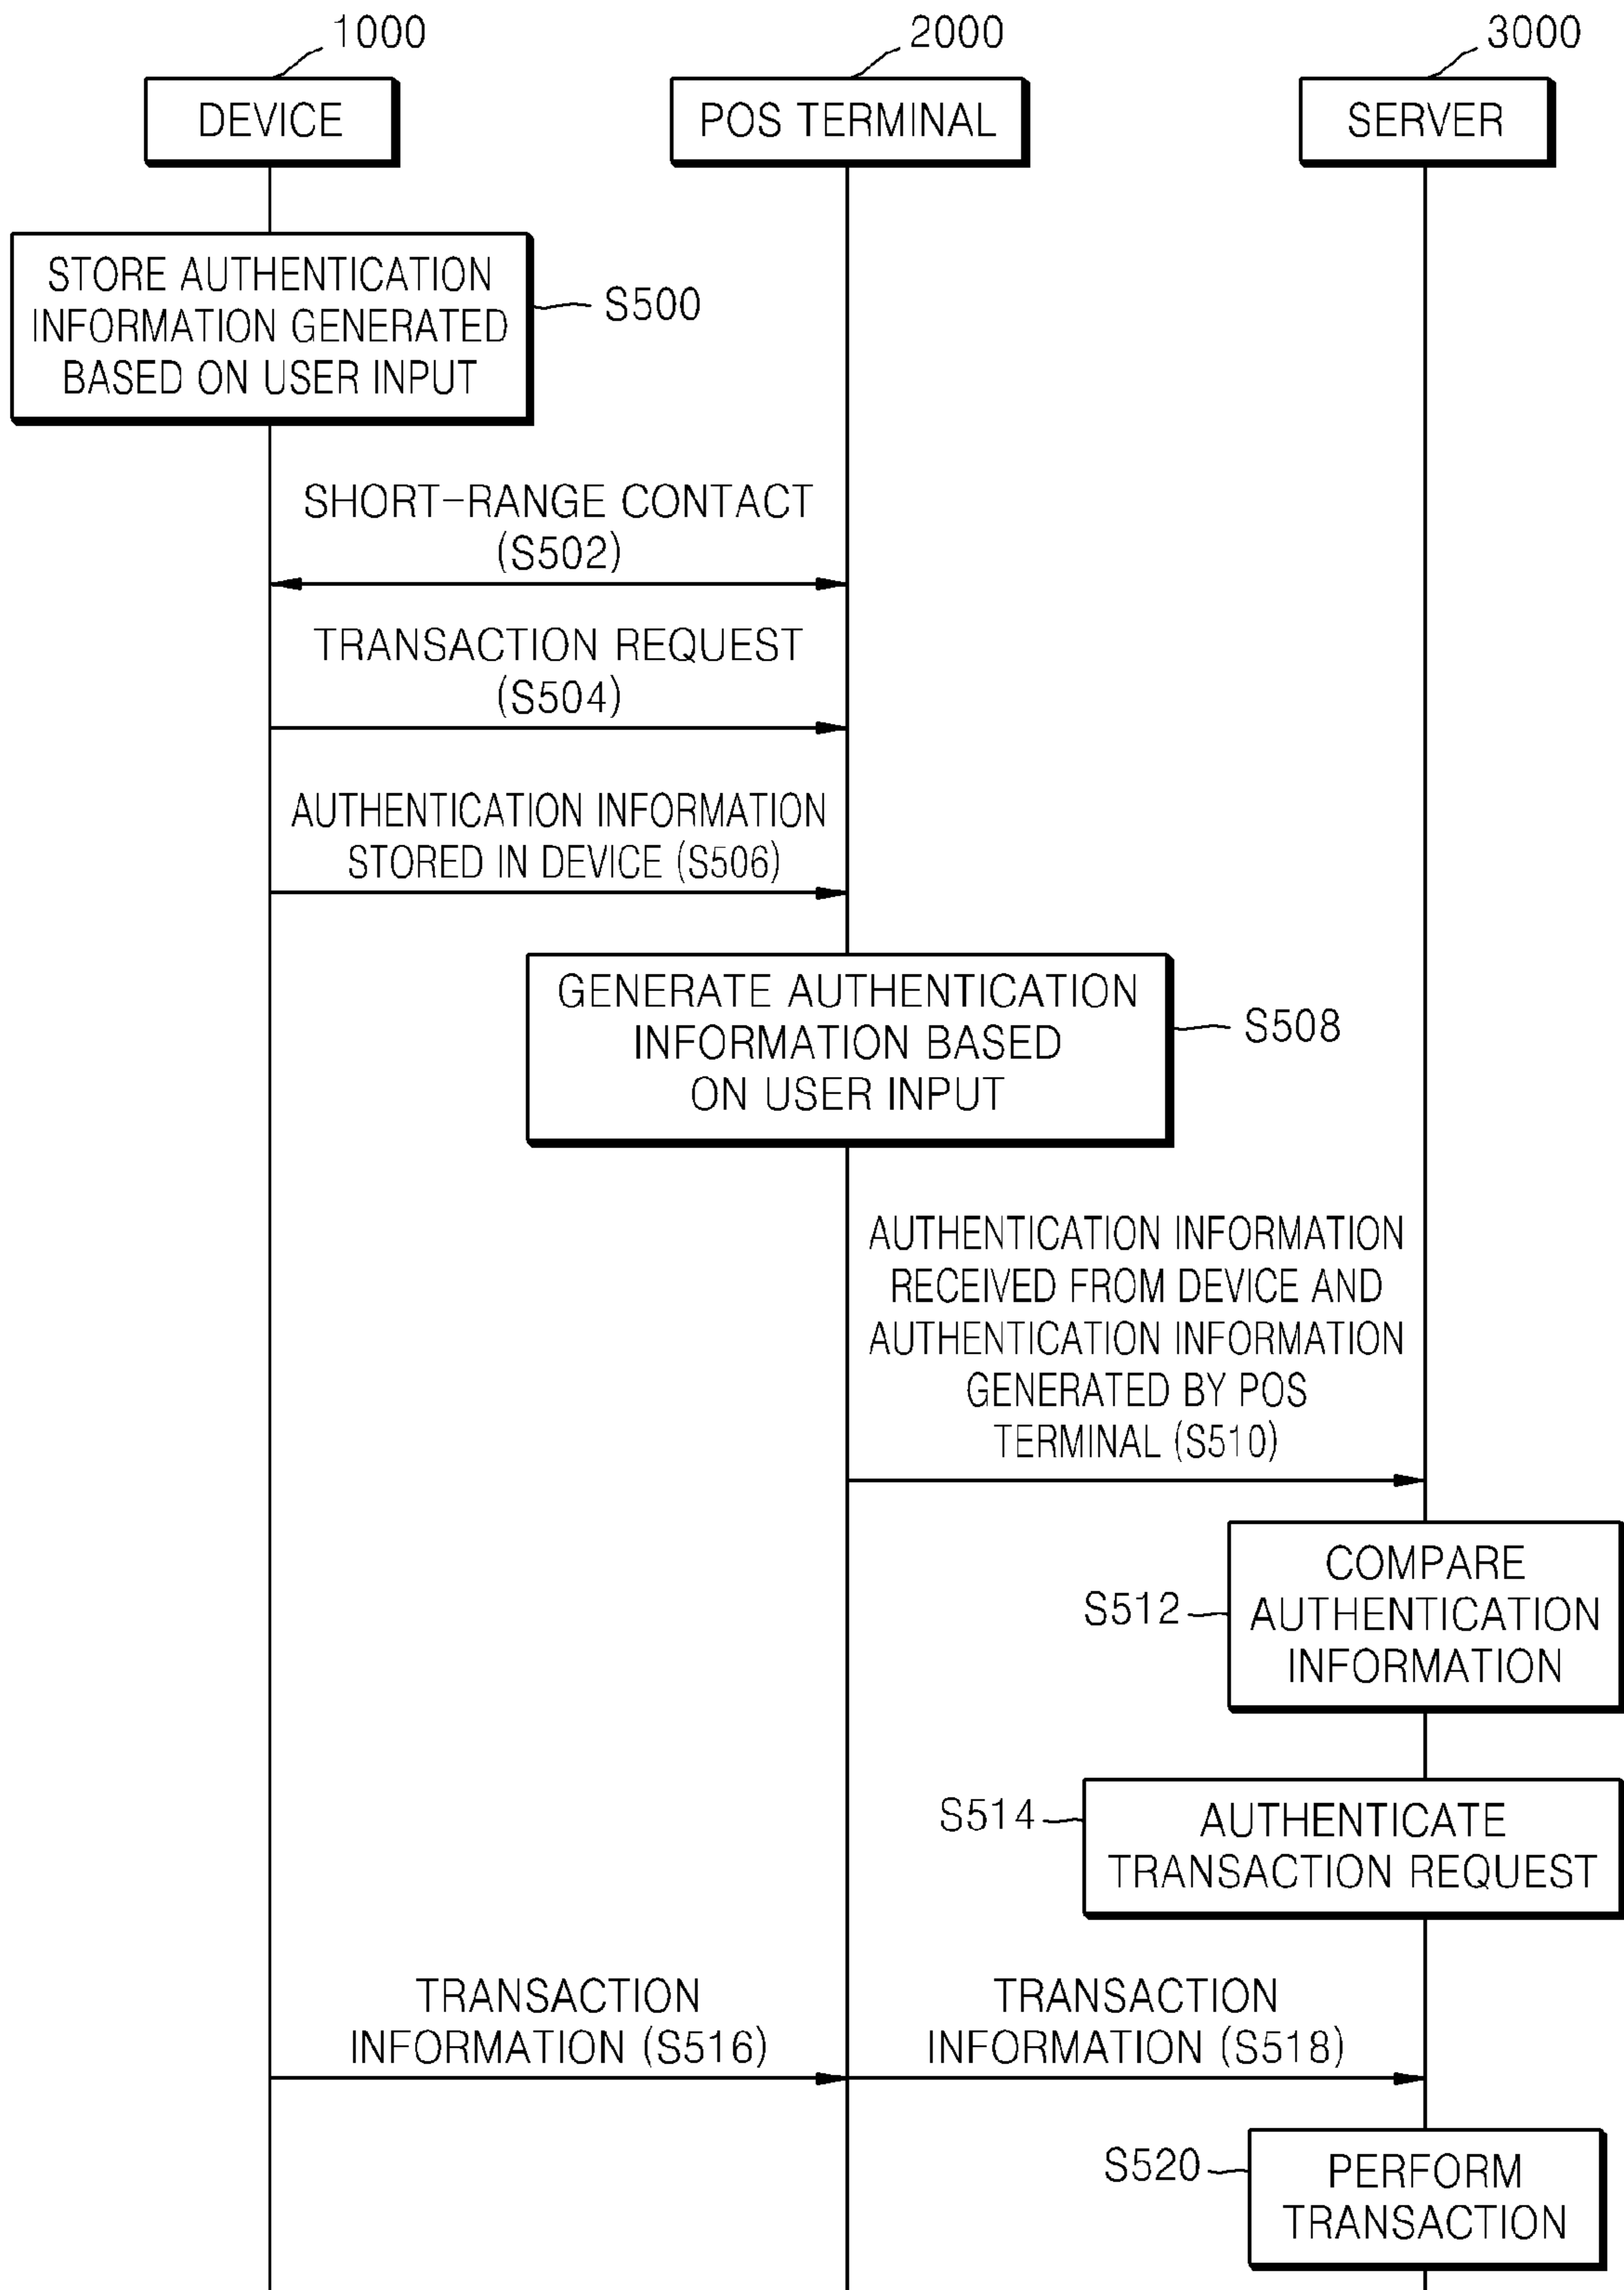 1000
2000
3000
DEVICE
POS TERMINAL
SERVER
STORE AUTHENTICATION
INFORMATION GENERATED
BASED ON USER INPUT
S500
SHORT-RANGE CONTACT
(S502)
TRANSACTION REQUEST
(S504)
AUTHENTICATION INFORMATION
STORED IN DEVICE (S506)
GENERATE AUTHENTICATION
INFORMATION BASED
ON USER INPUT
S508
AUTHENTICATION INFORMATION
RECEIVED FROM DEVICE AND
AUTHENTICATION INFORMATION
GENERATED BY POS
TERMINAL (S510)
S512
COMPARE
AUTHENTICATION
INFORMATION
S514
AUTHENTICATE
TRANSACTION REQUEST
TRANSACTION
INFORMATION (S516)
TRANSACTION
INFORMATION (S518)
S520
PERFORM
TRANSACTION